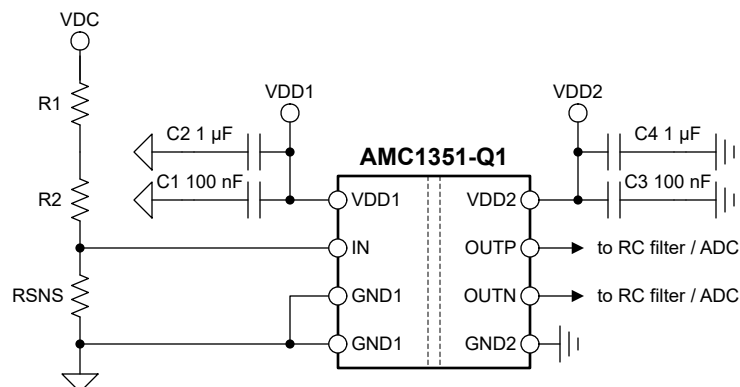 VDC
R1
R2
RSNS
VDD1
C2 1 µF
C1 100 nF
AMC1351-Q1
VDD1
IN
GND1
GND1
VDD2
OUTP
OUTN
GND2
VDD2
C4 1 µF
C3 100 nF
to RC filter / ADC
to RC filter / ADC